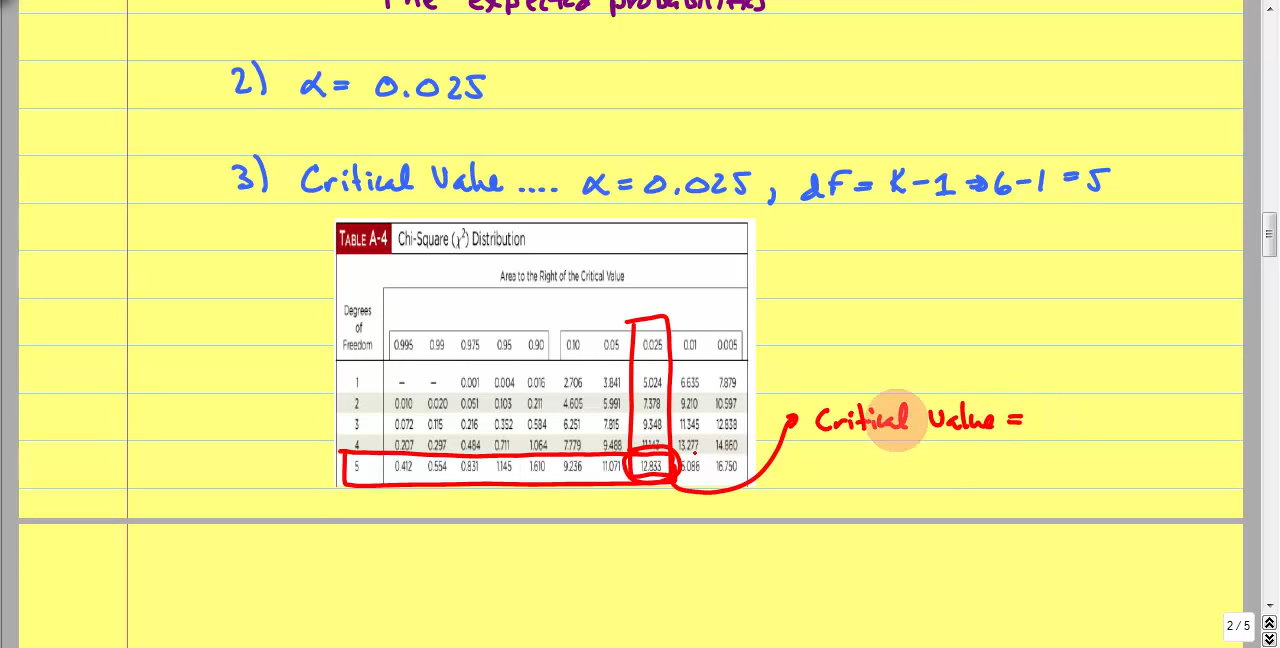 The expected probabilities
2) α = 0.025
3) Critical Value .... α = 0.025, dF = K-1 ⇒ 6-1 = 5
TABLE A-4 Chi-Square (χ²) Distribution
Area to the Right of the Critical Value
Degrees
of
Freedom 0.995 0.99 0.975 0.95 0.90 0.10 0.05 0.025 0.01 0.005
1 – – 0.001 0.004 0.016 2.706 3.841 5.024 6.635 7.879
2 0.010 0.020 0.051 0.103 0.211 4.605 5.991 7.378 9.210 10.597
3 0.072 0.115 0.216 0.352 0.584 6.251 7.815 9.348 11.345 12.838
4 0.207 0.297 0.484 0.711 1.064 7.779 9.488 13.277 14.860
5 0.412 0.554 0.831 1.145 1.610 9.236 11.071 12.833 5.086 16.750
Critical Value =
2 / 5